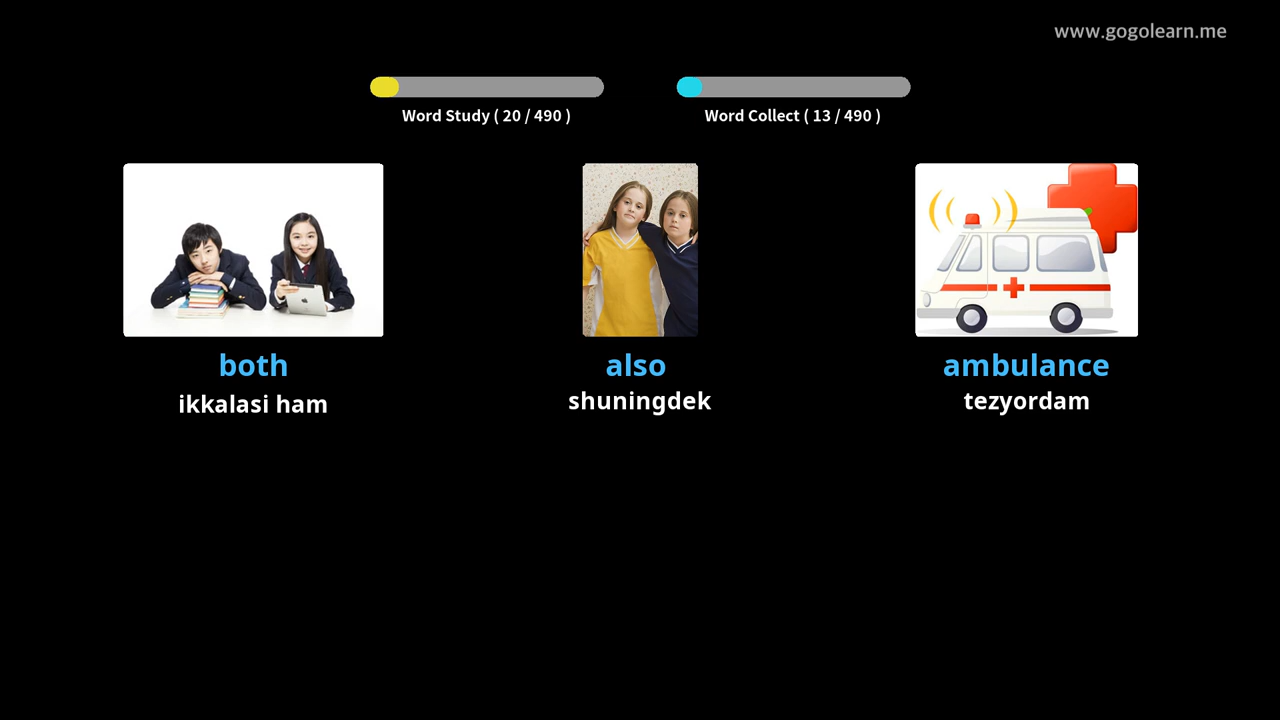 www.gogolearn.me
Word Study ( 20 / 490 )
Word Collect ( 13 / 490 )
both
ikkalasi ham
also
shuningdek
ambulance
tezyordam